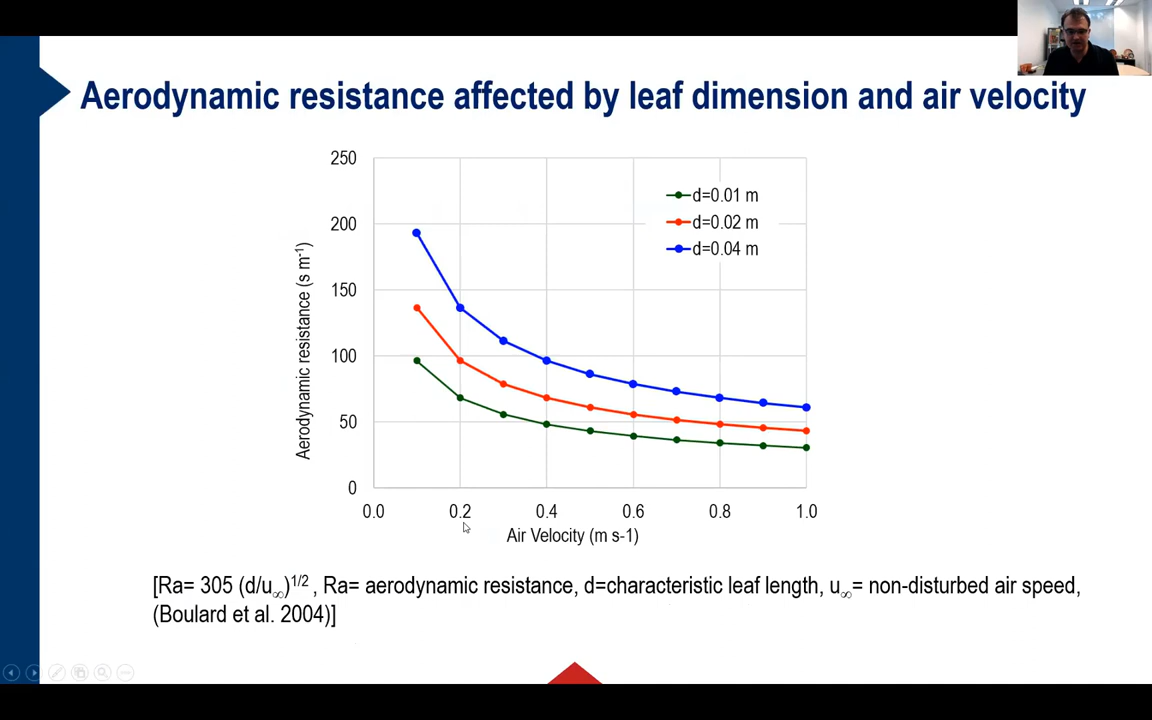 Aerodynamic resistance affected by leaf dimension and air velocity
250
200
150
100
50
0
Aerodynamic resistance (s m-1)
d=0.01 m
d=0.02 m
d=0.04 m
0.0 0.2 0.4 0.6 0.8 1.0
Air Velocity (m s-1)
[Ra= 305 (d/u∞)1/2 , Ra= aerodynamic resistance, d=characteristic leaf length, u∞= non-disturbed air speed,
(Boulard et al. 2004)]